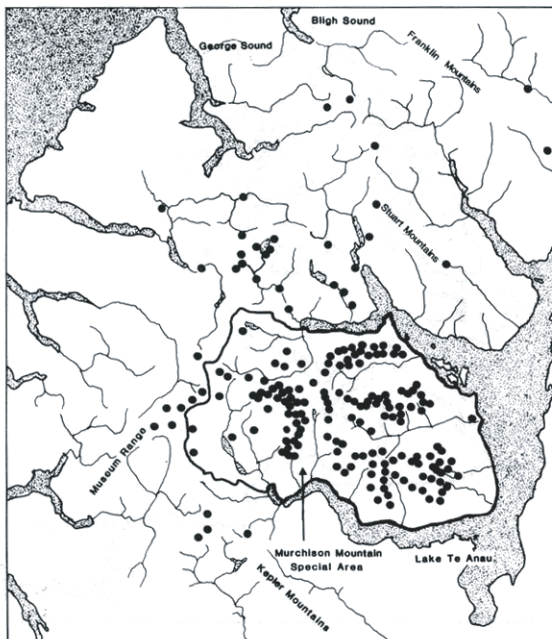 Bligh Sound
George Sound
Franklin Mountains
Stuart Mountains
Museum Range
Murchison Mountain
Special Area
Lake Te Anau.
Kepler Mountains